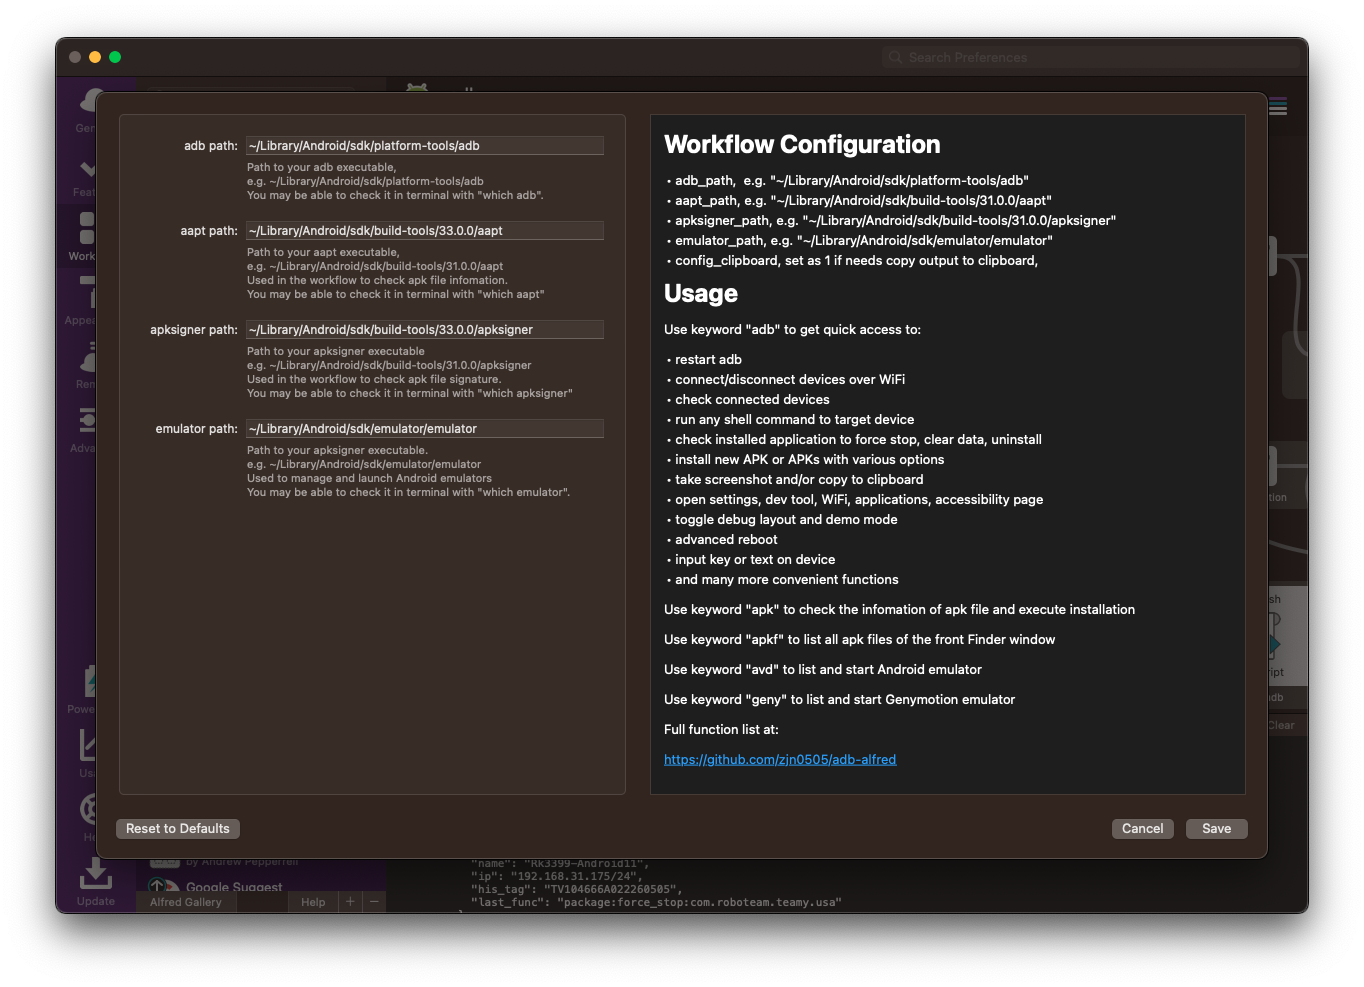 Search Preferences
adb path:
~/Library/Android/sdk/platform-tools/adb
Path to your adb executable,
e.g. ~/Library/Android/sdk/platform-tools/adb
You may be able to check it in terminal with "which adb".
aapt path:
~/Library/Android/sdk/build-tools/33.0.0/aapt
Path to your aapt executable,
e.g. ~/Library/Android/sdk/build-tools/31.0.0/aapt
Used in the workflow to check apk file infomation.
You may be able to check it in terminal with "which aapt"
apksigner path:
~/Library/Android/sdk/build-tools/33.0.0/apksigner
Path to your apksigner executable
e.g. ~/Library/Android/sdk/build-tools/31.0.0/apksigner
Used in the workflow to check apk file signature.
You may be able to check it in terminal with "which apksigner"
emulator path:
~/Library/Android/sdk/emulator/emulator
Path to your apksigner executable.
e.g. ~/Library/Android/sdk/emulator/emulator
Used to manage and launch Android emulators
You may be able to check it in terminal with "which emulator".
Workflow Configuration
• adb_path,  e.g. "~/Library/Android/sdk/platform-tools/adb"
• aapt_path, e.g. "~/Library/Android/sdk/build-tools/31.0.0/aapt"
• apksigner_path, e.g. "~/Library/Android/sdk/build-tools/31.0.0/apksigner"
• emulator_path, e.g. "~/Library/Android/sdk/emulator/emulator"
• config_clipboard, set as 1 if needs copy output to clipboard,
Usage
Use keyword "adb" to get quick access to:
• restart adb
• connect/disconnect devices over WiFi
• check connected devices
• run any shell command to target device
• check installed application to force stop, clear data, uninstall
• install new APK or APKs with various options
• take screenshot and/or copy to clipboard
• open settings, dev tool, WiFi, applications, accessibility page
• toggle debug layout and demo mode
• advanced reboot
• input key or text on device
• and many more convenient functions
Use keyword "apk" to check the infomation of apk file and execute installation
Use keyword "apkf" to list all apk files of the front Finder window
Use keyword "avd" to list and start Android emulator
Use keyword "geny" to list and start Genymotion emulator
Full function list at:
https://github.com/zjn0505/adb-alfred
Reset to Defaults
Cancel
Save
Gen
Featu
Work
Appea
Rem
Adva
Powe
Usa
He
Update
tion
sh
ipt
adb
Clear
by Andrew Pepperrell
Google Suggest
Alfred Gallery
Help
+
−
"name": "Rk3399-Android11",
"ip": "192.168.31.175/24",
"his_tag": "TV104666A022260505",
"last_func": "package:force_stop:com.roboteam.teamy.usa"